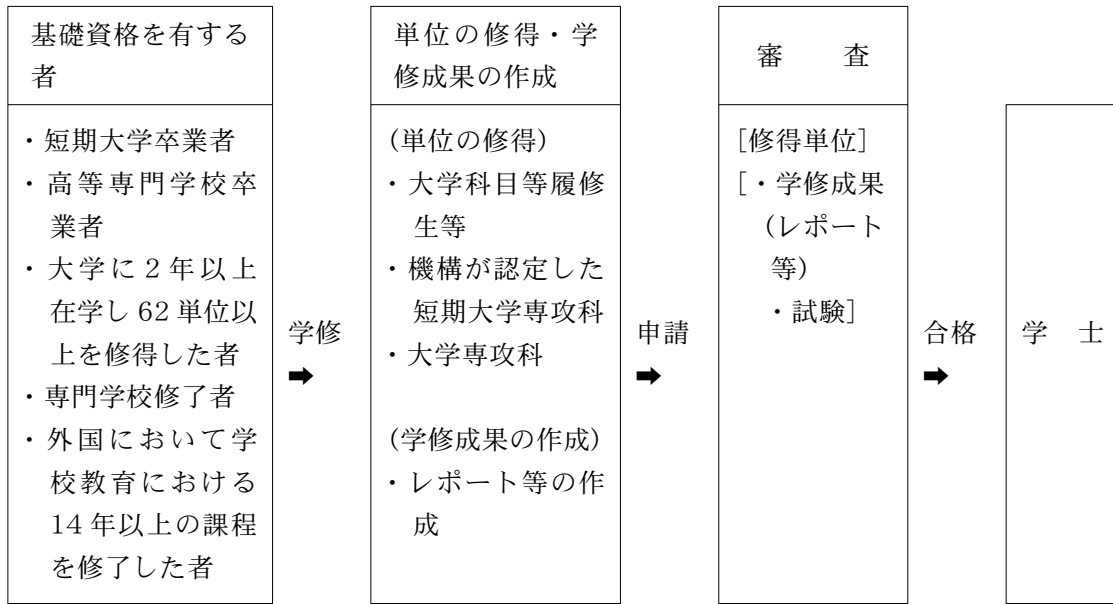 基礎資格を有する
者
・短期大学卒業者
・高等専門学校卒
業者
・大学に2年以上
在学し62単位以
上を修得した者
・専門学校修了者
・外国において学
校教育における
14年以上の課程
を修了した者
学修
➡
単位の修得・学
修成果の作成
(単位の修得)
・大学科目等履修
生等
・機構が認定した
短期大学専攻科
・大学専攻科
(学修成果の作成)
・レポート等の作
成
申請
➡
審　査
[修得単位]
[・学修成果
(レポート
等)
・試験]
合格
➡
学　士